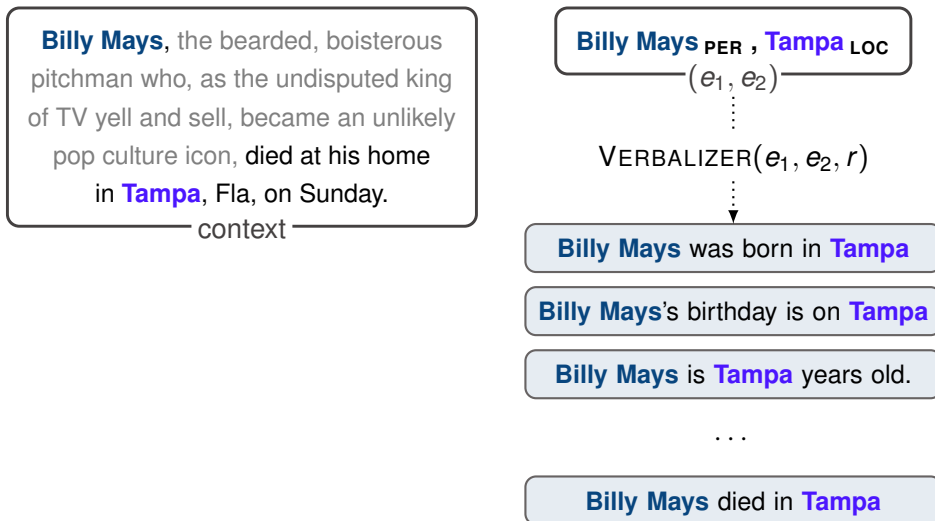 Billy Mays, the bearded, boisterous
pitchman who, as the undisputed king
of TV yell and sell, became an unlikely
pop culture icon, died at his home
in Tampa, Fla, on Sunday.
context
Billy Mays PER , Tampa LOC
(e1, e2)
VERBALIZER(e1, e2, r)
Billy Mays was born in Tampa
Billy Mays's birthday is on Tampa
Billy Mays is Tampa years old.
...
Billy Mays died in Tampa